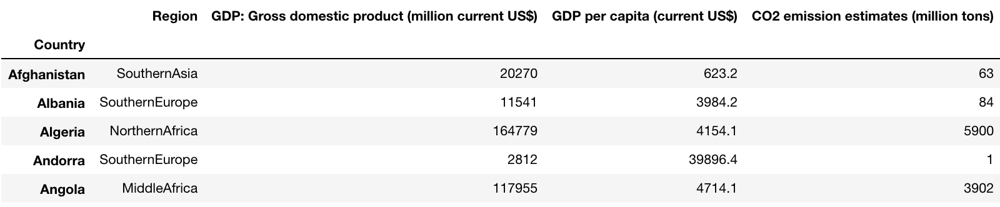 Region GDP: Gross domestic product (million current US$) GDP per capita (current US$) CO2 emission estimates (million tons)
Country
Afghanistan SouthernAsia 20270 623.2 63
Albania SouthernEurope 11541 3984.2 84
Algeria NorthernAfrica 164779 4154.1 5900
Andorra SouthernEurope 2812 39896.4 1
Angola MiddleAfrica 117955 4714.1 3902